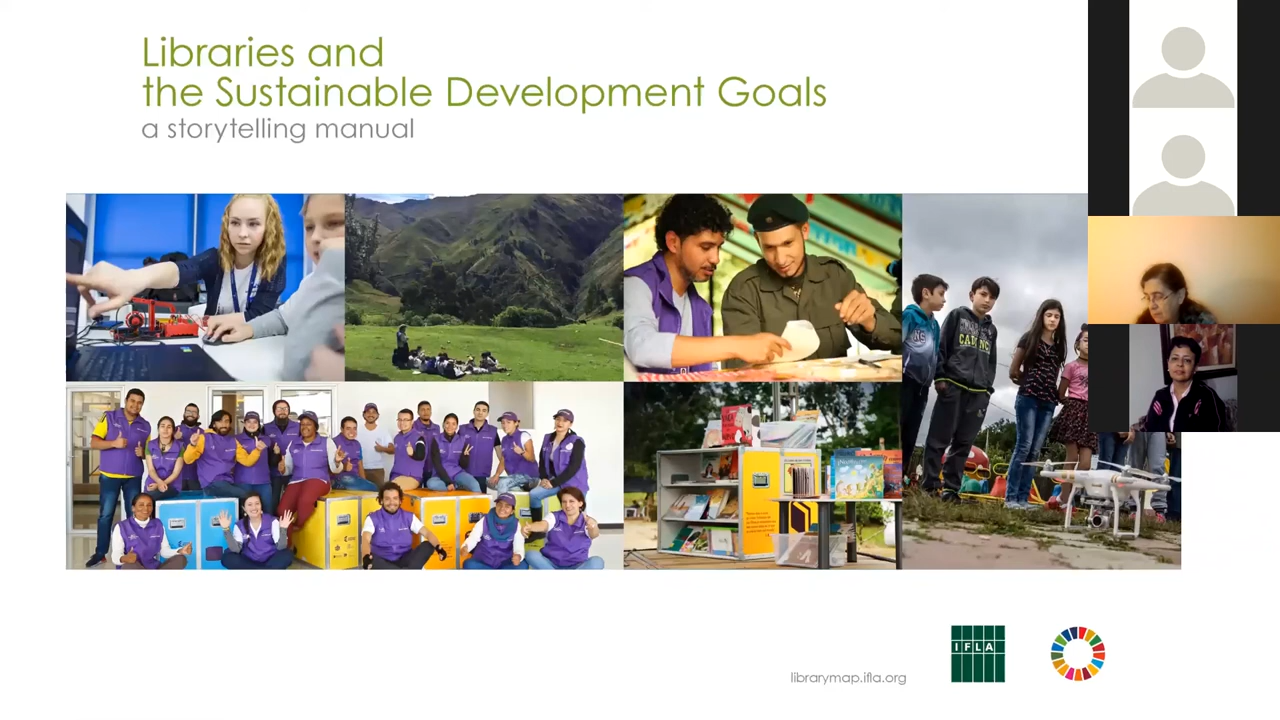 Libraries and
the Sustainable Development Goals
a storytelling manual
librarymap.ifla.org
IFLA